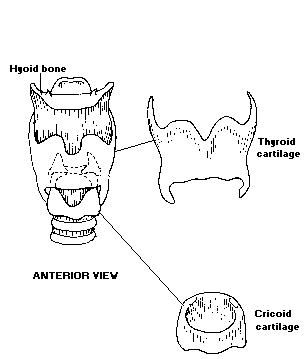 Hyoid bone
Thyroid
cartilage
ANTERIOR VIEW
Cricoid
cartilage